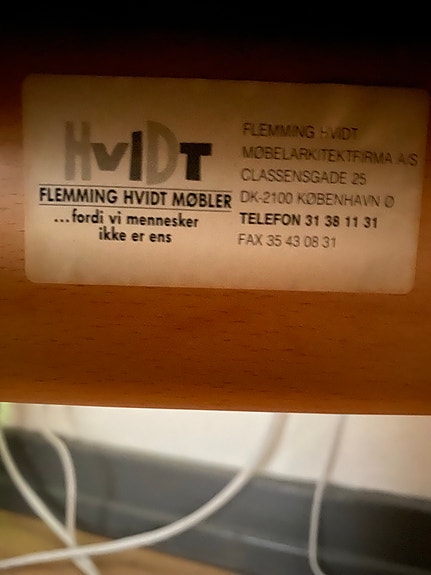 HVIDT
FLEMMING HVIDT MØBLER
...fordi vi mennesker
ikke er ens
FLEMMING HVIDT
MØBELARKITEKTFIRMA A/S
CLASSENSGADE 25
DK-2100 KØBENHAVN Ø
TELEFON 31 38 11 31
FAX 35 43 08 31